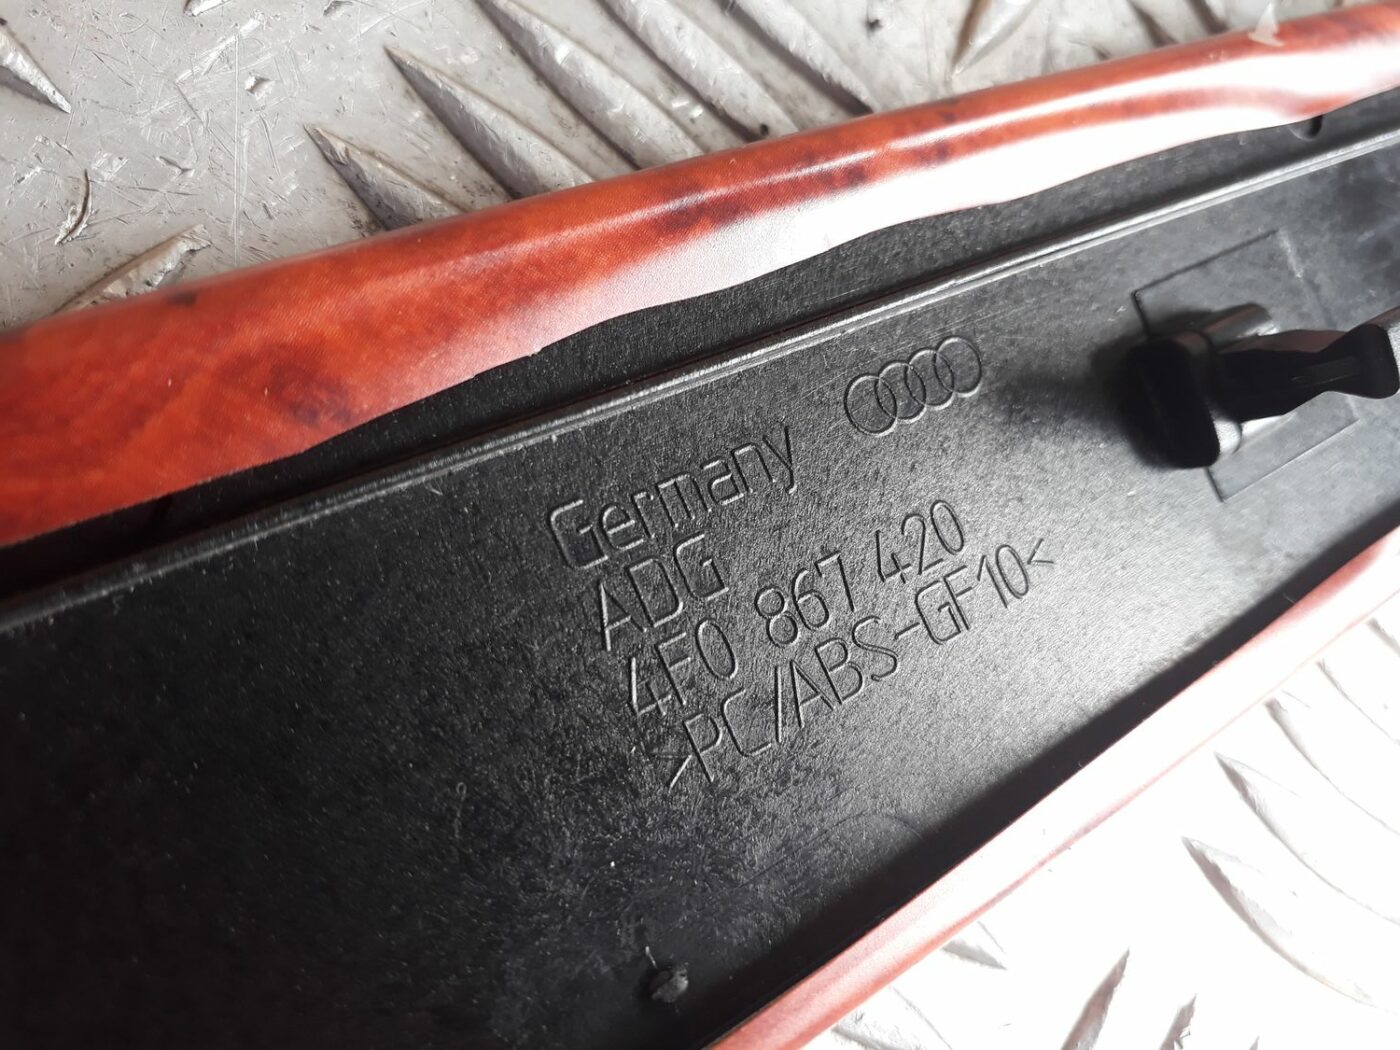 Germany
ADG
4F0 867 420
>PC/ABS-GF10<